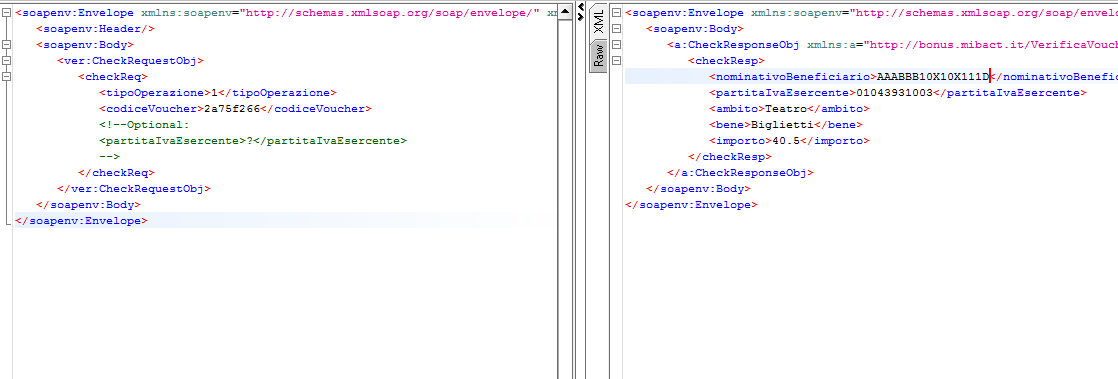 <soapenv:Envelope xmlns:soapenv="http://schemas.xmlsoap.org/soap/envelope/" xm
<soapenv:Header/>
<soapenv:Body>
<ver:CheckRequestObj>
<checkReq>
<tipoOperazione>1</tipoOperazione>
<codiceVoucher>2a75f266</codiceVoucher>
<!--Optional:
<partitaIvaEsercente>?</partitaIvaEsercente>
-->
</checkReq>
</ver:CheckRequestObj>
</soapenv:Body>
</soapenv:Envelope>
XML
Raw
<soapenv:Envelope xmlns:soapenv="http://schemas.xmlsoap.org/soap/envelo
<soapenv:Body>
<a:CheckResponseObj xmlns:a="http://bonus.mibact.it/VerificaVouch
<checkResp>
<nominativoBeneficiario>AAABBB10X10X111D</nominativoBenefic
<partitaIvaEsercente>01043931003</partitaIvaEsercente>
<ambito>Teatro</ambito>
<bene>Biglietti</bene>
<importo>40.5</importo>
</checkResp>
</a:CheckResponseObj>
</soapenv:Body>
</soapenv:Envelope>